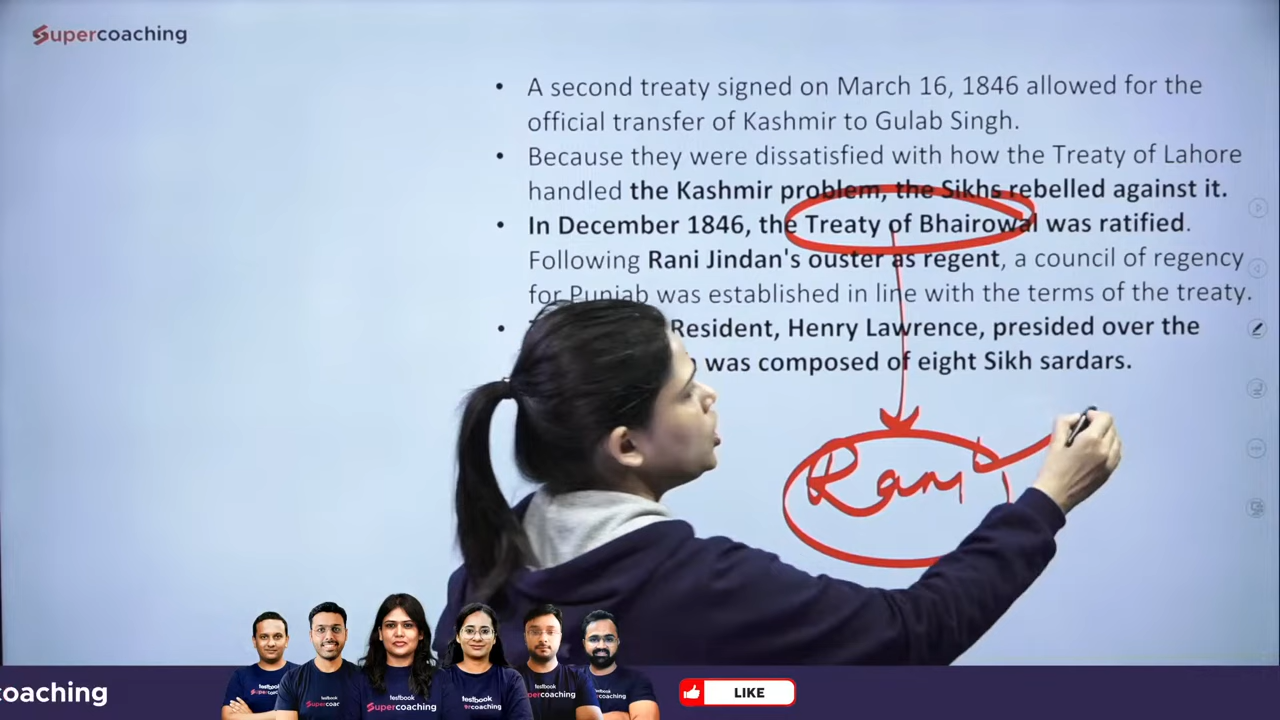 Supercoaching
• A second treaty signed on March 16, 1846 allowed for the
official transfer of Kashmir to Gulab Singh.
• Because they were dissatisfied with how the Treaty of Lahore
handled the Kashmir problem, the Sikhs rebelled against it.
• In December 1846, the Treaty of Bhairowal was ratified.
Following Rani Jindan's ouster as regent, a council of regency
for Punjab was established in line with the terms of the treaty.
• Resident, Henry Lawrence, presided over the
was composed of eight Sikh sardars.
Rani
coaching
testbook
Supercoaching
LIKE